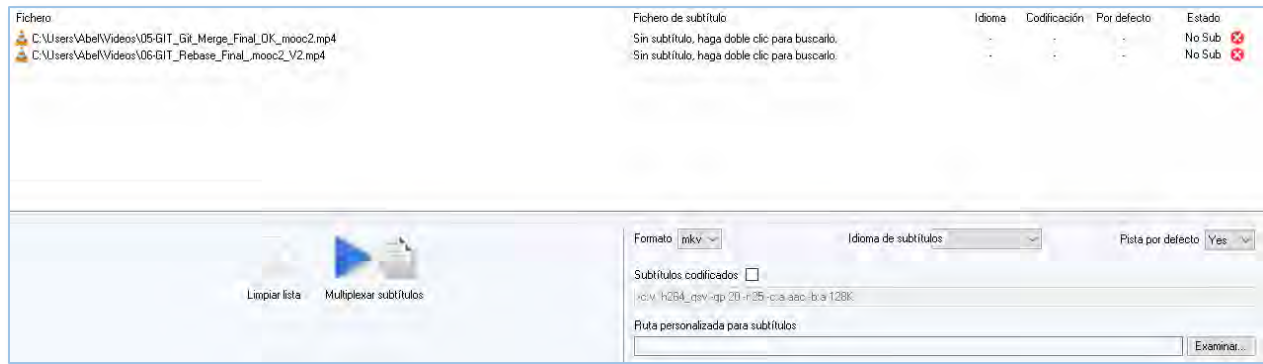 Fichero Fichero de subtítulo Idioma Codificación Por defecto Estado
C:\Users\Abel\Videos\05-GIT_Git_Merge_Final_OK_mooc2.mp4 Sin subtítulo, haga doble clic para buscarlo. - - - No Sub
C:\Users\Abel\Videos\06-GIT_Rebase_Final_.mooc2_V2.mp4 Sin subtítulo, haga doble clic para buscarlo. - - - No Sub
Formato mkv Idioma de subtítulos Pista por defecto Yes
Subtítulos codificados
Limpiar lista Multiplexar subtítulos
-c:v h264_qsv -qp 20 -r 25 -c:a aac -b:a 128K
Ruta personalizada para subtítulos
Examinar...